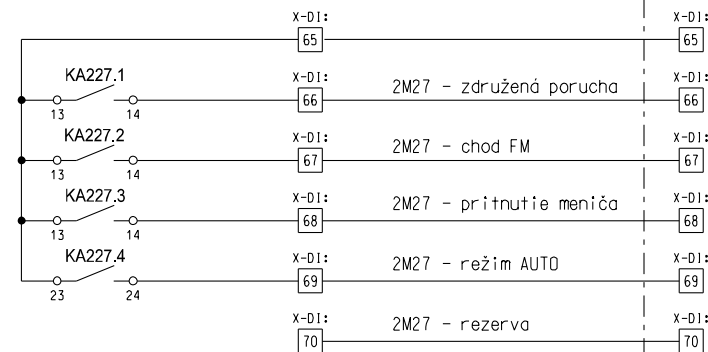 X-DI: X-DI:
65 65
KA227.1 X-DI: 2M27 - združená porucha X-DI:
13 14 66 66
KA227.2 X-DI: 2M27 - chod FM X-DI:
13 14 67 67
KA227.3 X-DI: 2M27 - pritnutie meniča X-DI:
13 14 68 68
KA227.4 X-DI: 2M27 - režim AUTO X-DI:
23 24 69 69
X-DI: 2M27 - rezerva X-DI:
70 70